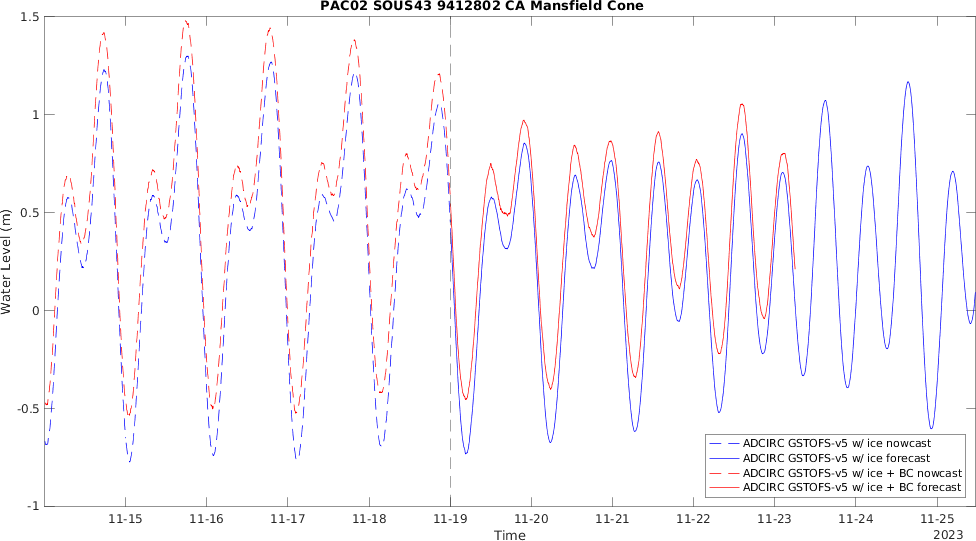 PAC02 SOUS43 9412802 CA Mansfield Cone
1.5
1
0.5
0
-0.5
-1
Water Level (m)
11-15
11-16
11-17
11-18
11-19
11-20
11-21
11-22
11-23
11-24
11-25
2023
Time
ADCIRC GSTOFS-v5 w/ ice nowcast
ADCIRC GSTOFS-v5 w/ ice forecast
ADCIRC GSTOFS-v5 w/ ice + BC nowcast
ADCIRC GSTOFS-v5 w/ ice + BC forecast